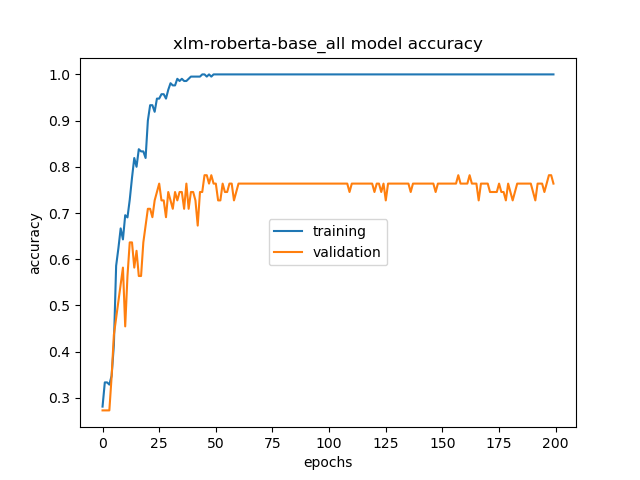 xlm-roberta-base_all model accuracy
1.0
0.9
0.8
0.7
0.6
0.5
0.4
0.3
accuracy
training
validation
0 25 50 75 100 125 150 175 200
epochs